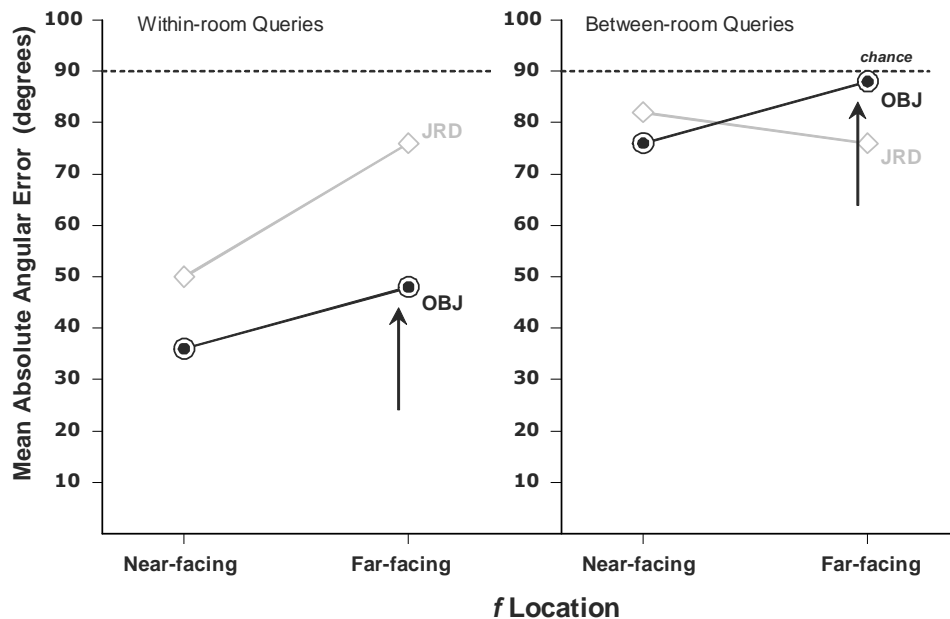 Within-room Queries
Between-room Queries
Mean Absolute Angular Error (degrees)
90
80
70
60
50
40
30
20
10
JRD
OBJ
90
80
70
60
50
40
30
20
10
chance
OBJ
JRD
Near-facing
Far-facing
Near-facing
Far-facing
f Location